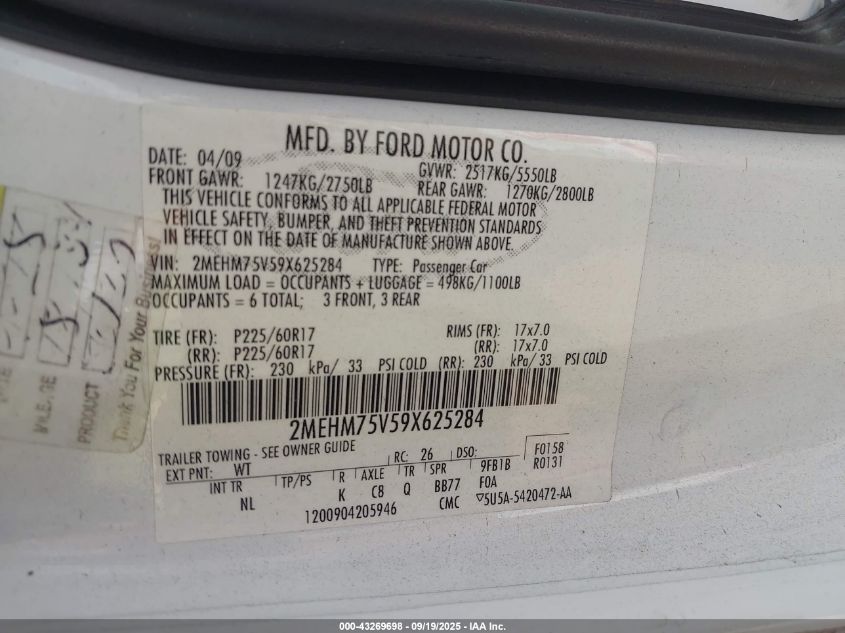 MFD. BY FORD MOTOR CO.
DATE: 04/09 GVWR: 2517KG/5550LB
FRONT GAWR: 1247KG/2750LB REAR GAWR: 1270KG/2800LB
THIS VEHICLE CONFORMS TO ALL APPLICABLE FEDERAL MOTOR
VEHICLE SAFETY, BUMPER, AND THEFT PREVENTION STANDARDS
IN EFFECT ON THE DATE OF MANUFACTURE SHOWN ABOVE.
VIN: 2MEHM75V59X625284 TYPE: Passenger Car
MAXIMUM LOAD = OCCUPANTS + LUGGAGE = 498KG/1100LB
OCCUPANTS = 6 TOTAL; 3 FRONT, 3 REAR
TIRE (FR): P225/60R17 RIMS (FR): 17x7.0
(RR): P225/60R17 (RR): 17x7.0
PRESSURE (FR): 230 kPa/ 33 PSI COLD (RR): 230 kPa/ 33 PSI COLD
2MEHM75V59X625284
TRAILER TOWING - SEE OWNER GUIDE
EXT PNT: WT RC: 26 DSO: F0158
R0131
INT TR TP/PS R AXLE TR SPR 9FB1B
NL K C8 Q BB77 F0A
1200904205946 CMC ▽5U5A-5420472-AA
MILEAGE
PRODUCT
Thank You For Your Business!
000-43269698 - 09/19/2025 - IAA Inc.